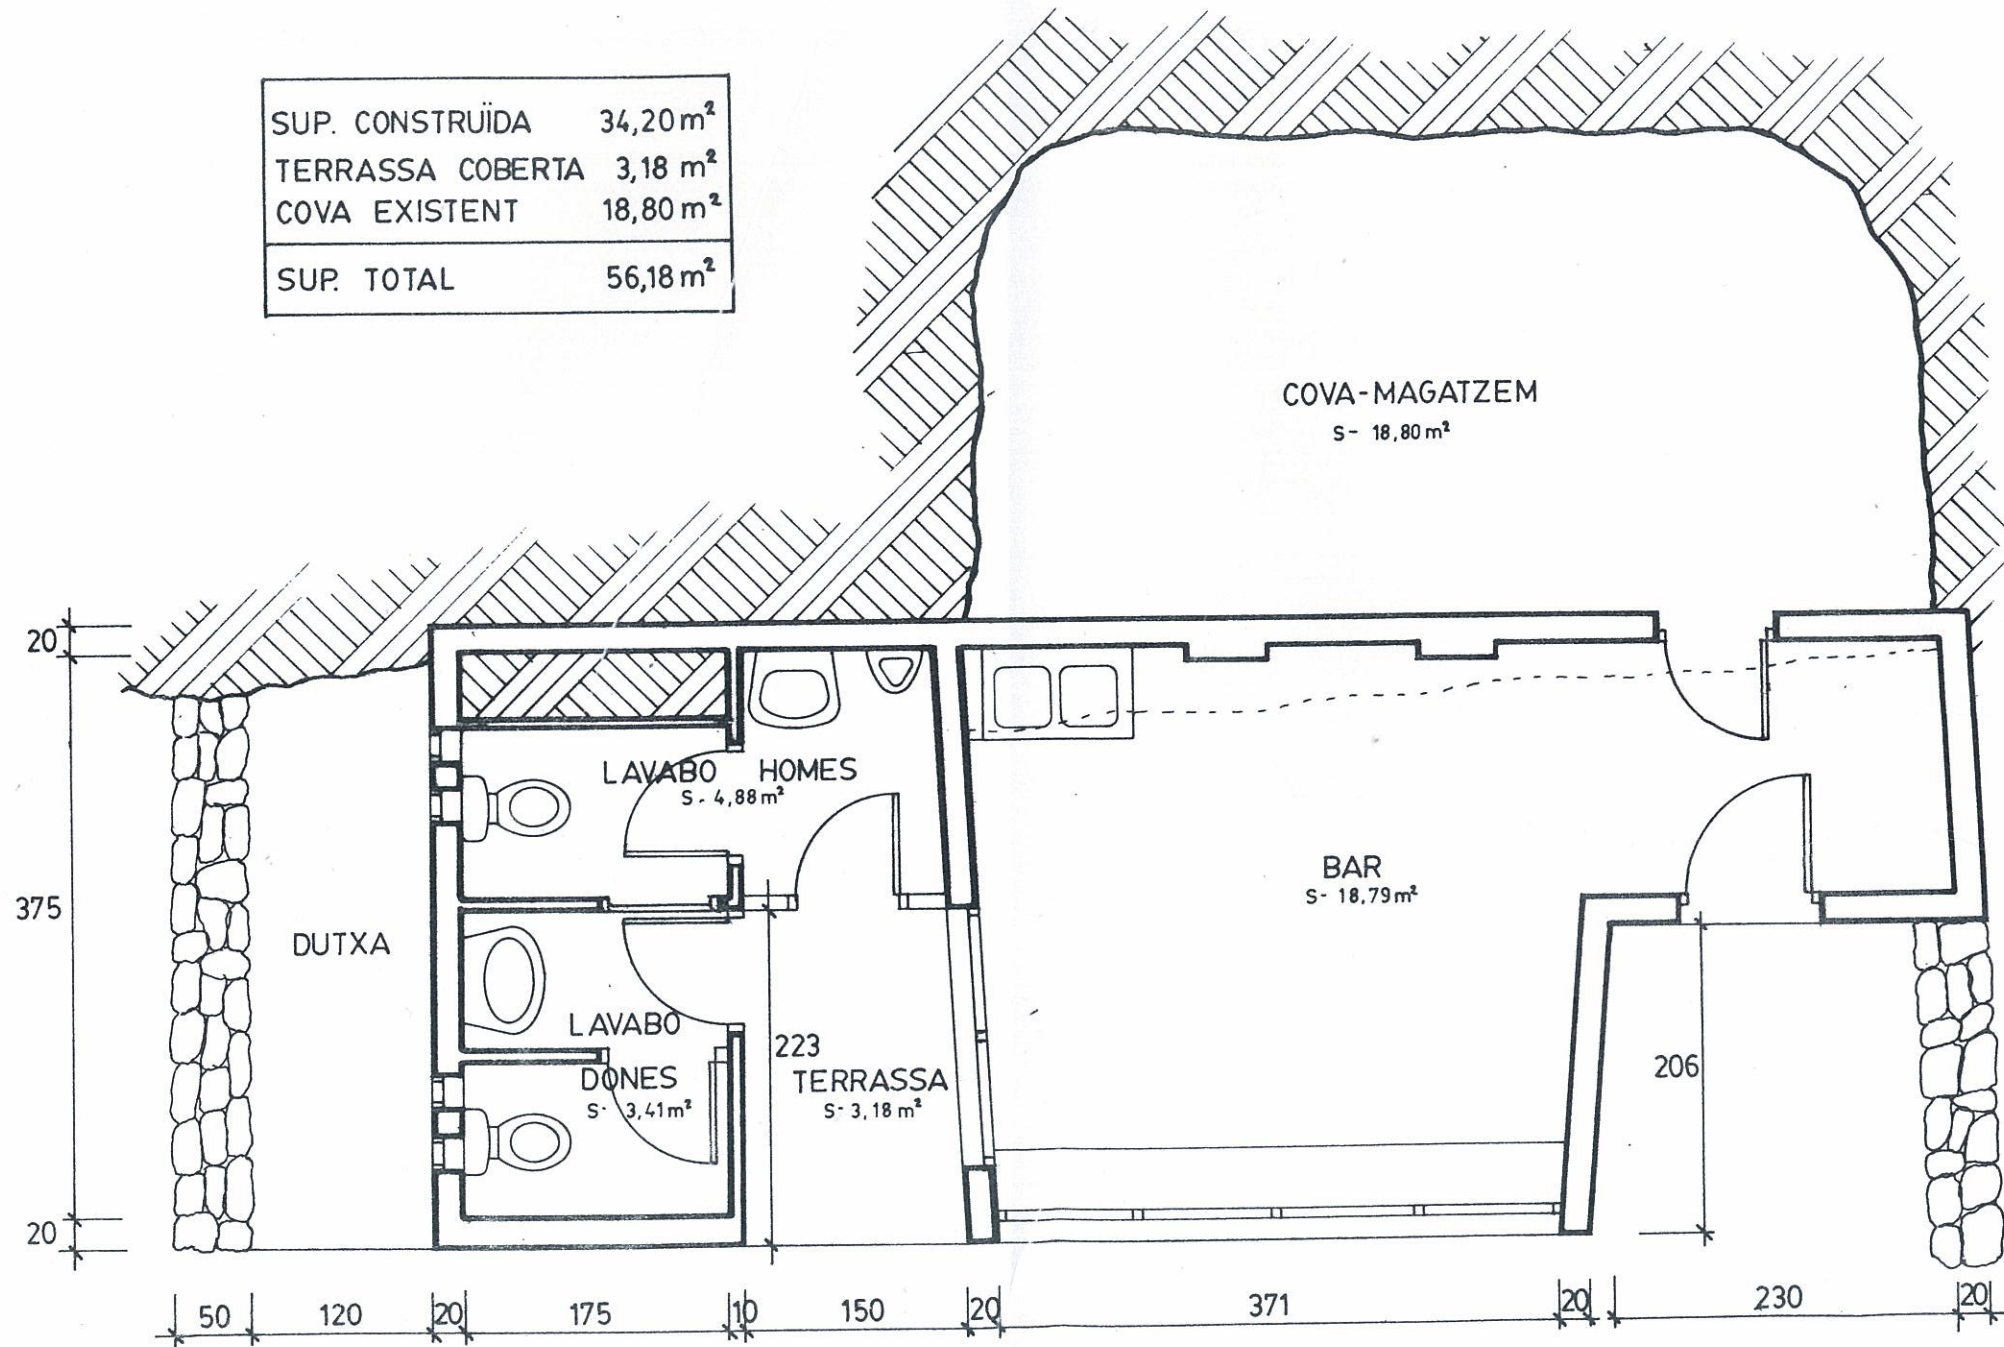 SUP. CONSTRUÏDA 34,20 m²
TERRASSA COBERTA 3,18 m²
COVA EXISTENT 18,80 m²
SUP. TOTAL 56,18 m²
COVA-MAGATZEM
S- 18,80 m²
20
LAVABO HOMES
S- 4,88 m²
BAR
S- 18,79 m²
375
DUTXA
LAVABO
DONES
S- 3,41 m²
223
TERRASSA
S- 3,18 m²
206
20
50 120 20 175 10 150 20 371 20 230 20